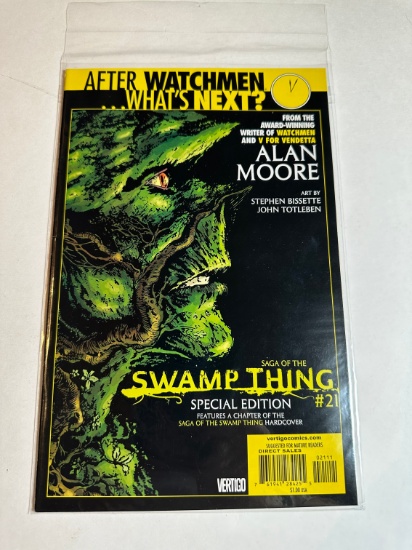 AFTER WATCHMEN
...WHAT'S NEXT?
FROM THE
AWARD-WINNING
WRITER OF WATCHMEN
AND V FOR VENDETTA
ALAN
MOORE
ART BY
STEPHEN BISSETTE
JOHN TOTLEBEN
SAGA OF THE
SWAMP THING
#21
SPECIAL EDITION
FEATURES A CHAPTER OF THE
SAGA OF THE SWAMP THING HARDCOVER
vertigocomics.com
SUGGESTED FOR MATURE READERS
DIRECT SALES
02111
VERTIGO
$1.00 USA